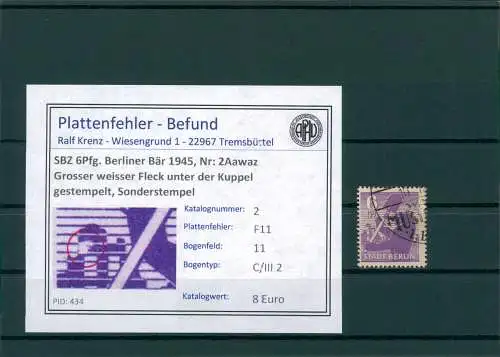 Plattenfehler - Befund
Ralf Krenz - Wiesengrund 1 - 22967 Tremsbüttel
SBZ 6Pfg. Berliner Bär 1945, Nr: 2Aawaz
Grosser weisser Fleck unter der Kuppel
gestempelt, Sonderstempel
Katalognummer: 2
Plattenfehler: F11
Bogenfeld: 11
Bogentyp: C/III 2
Katalogwert: 8 Euro
PID: 434
STADT BERLIN